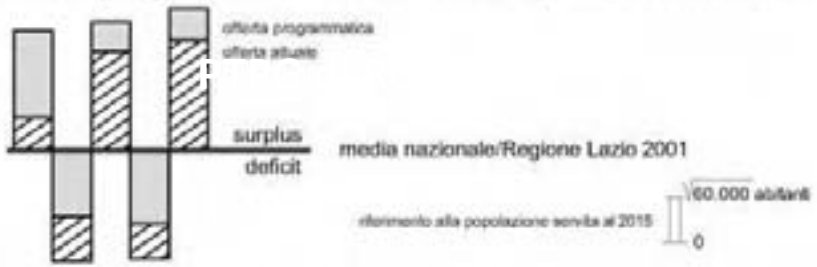 offerta programmatica
offerta attuale
surplus
deficit
media nazionale/Regione Lazio 2001
√60.000 abitanti
riferimento alla popolazione servita al 2015
0